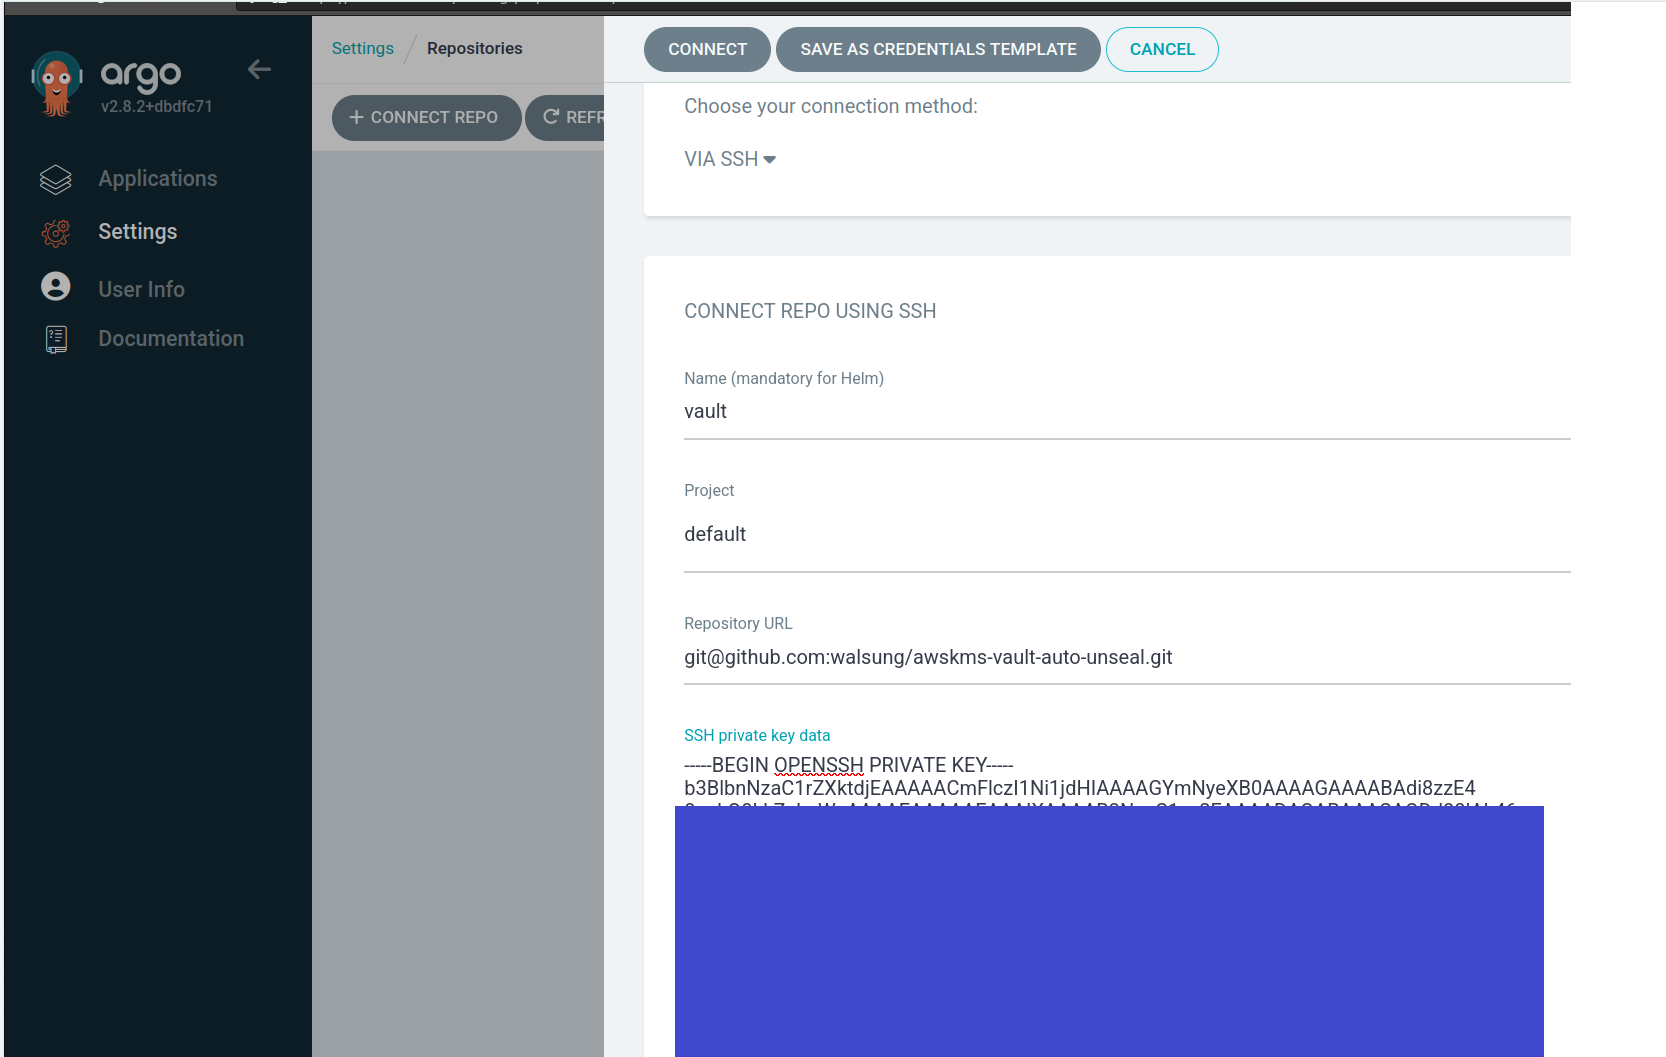 argo
v2.8.2+dbdfc71
Applications
Settings
User Info
Documentation
Settings / Repositories
+ CONNECT REPO
REFR
CONNECT
SAVE AS CREDENTIALS TEMPLATE
CANCEL
Choose your connection method:
VIA SSH
CONNECT REPO USING SSH
Name (mandatory for Helm)
vault
Project
default
Repository URL
git@github.com:walsung/awskms-vault-auto-unseal.git
SSH private key data
-----BEGIN OPENSSH PRIVATE KEY-----
b3BlbnNzaC1rZXktdjEAAAAACmFlczI1Ni1jdHIAAAAGYmNyeXB0AAAAGAAAABAdi8zzE4